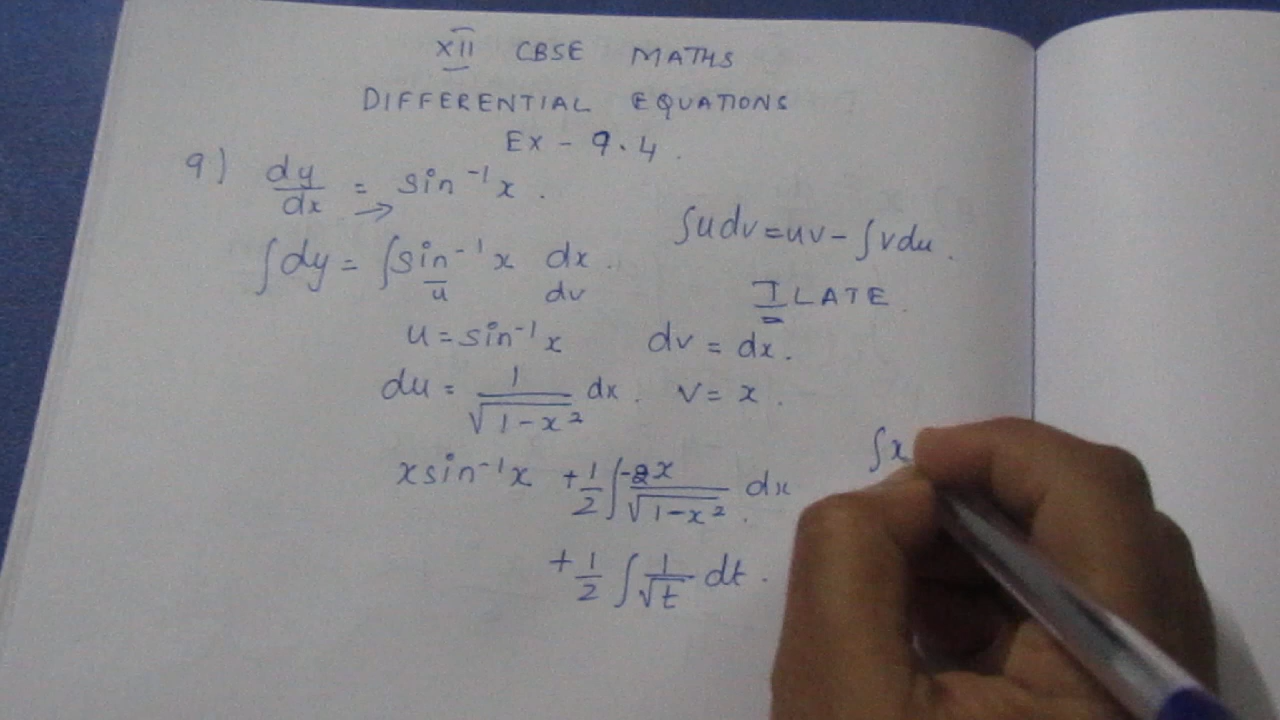 XII CBSE MATHS
DIFFERENTIAL EQUATIONS
EX - 9.4.
9) dy/dx = sin⁻¹x.
∫dy = ∫sin⁻¹x dx.
u dv
∫udv = uv - ∫vdu.
ILATE.
u = sin⁻¹x dv = dx.
du = 1/√(1-x²) dx. v = x.
x sin⁻¹x + 1/2 ∫ -2x/√(1-x²) dx
∫x
+ 1/2 ∫ 1/√t dt.